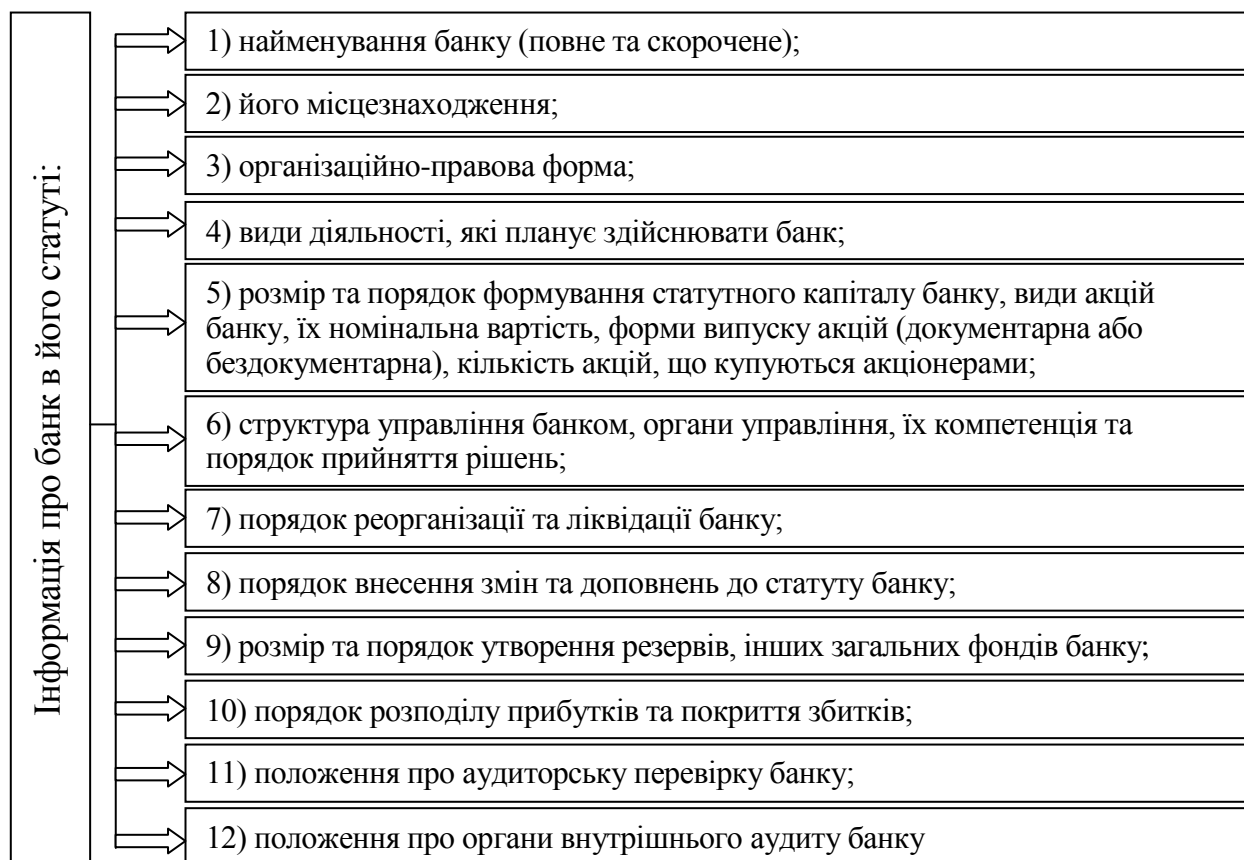 Інформація про банк в його статуті:
1) найменування банку (повне та скорочене);
2) його місцезнаходження;
3) організаційно-правова форма;
4) види діяльності, які планує здійснювати банк;
5) розмір та порядок формування статутного капіталу банку, види акцій
банку, їх номінальна вартість, форми випуску акцій (документарна або
бездокументарна), кількість акцій, що купуються акціонерами;
6) структура управління банком, органи управління, їх компетенція та
порядок прийняття рішень;
7) порядок реорганізації та ліквідації банку;
8) порядок внесення змін та доповнень до статуту банку;
9) розмір та порядок утворення резервів, інших загальних фондів банку;
10) порядок розподілу прибутків та покриття збитків;
11) положення про аудиторську перевірку банку;
12) положення про органи внутрішнього аудиту банку